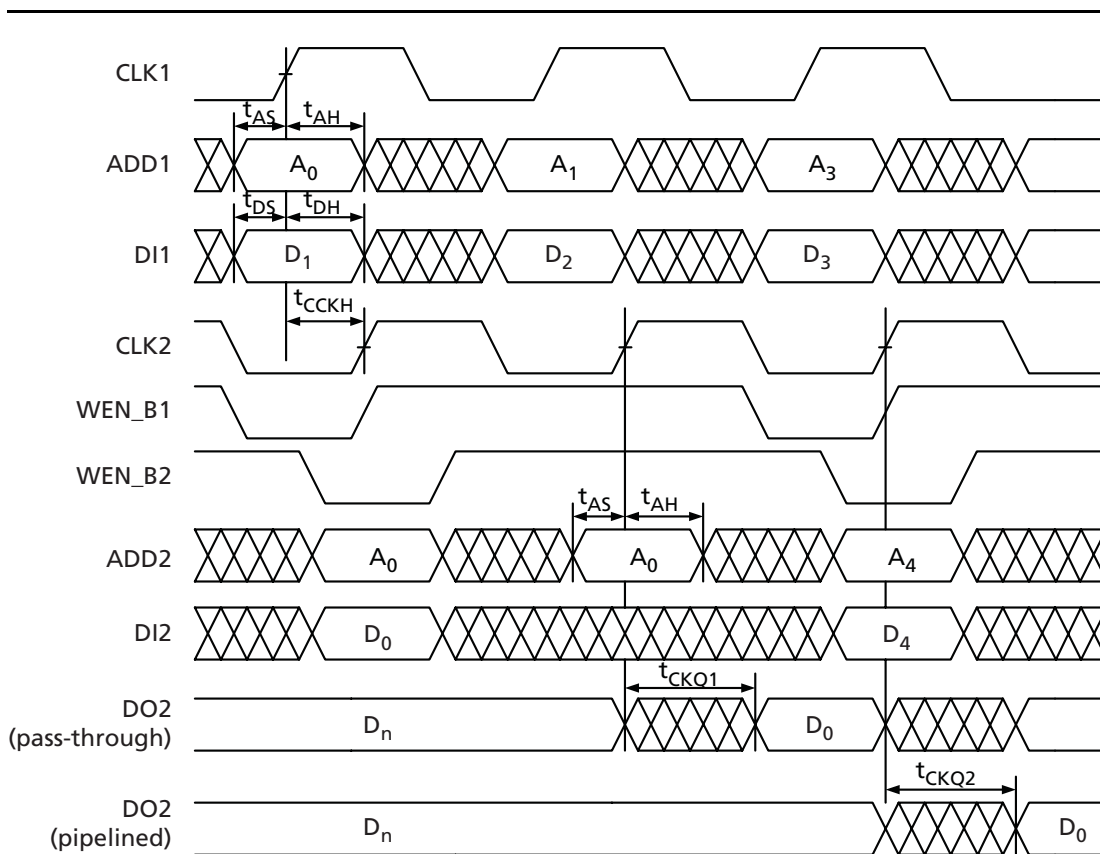 CLK1
t_AS t_AH
ADD1 A_0 A_1 A_3
t_DS t_DH
DI1 D_1 D_2 D_3
t_CCKH
CLK2
WEN_B1
WEN_B2
t_AS t_AH
ADD2 A_0 A_0 A_4
DI2 D_0 D_4
t_CKQ1
DO2
(pass-through) D_n D_0
t_CKQ2
DO2
(pipelined) D_n D_0